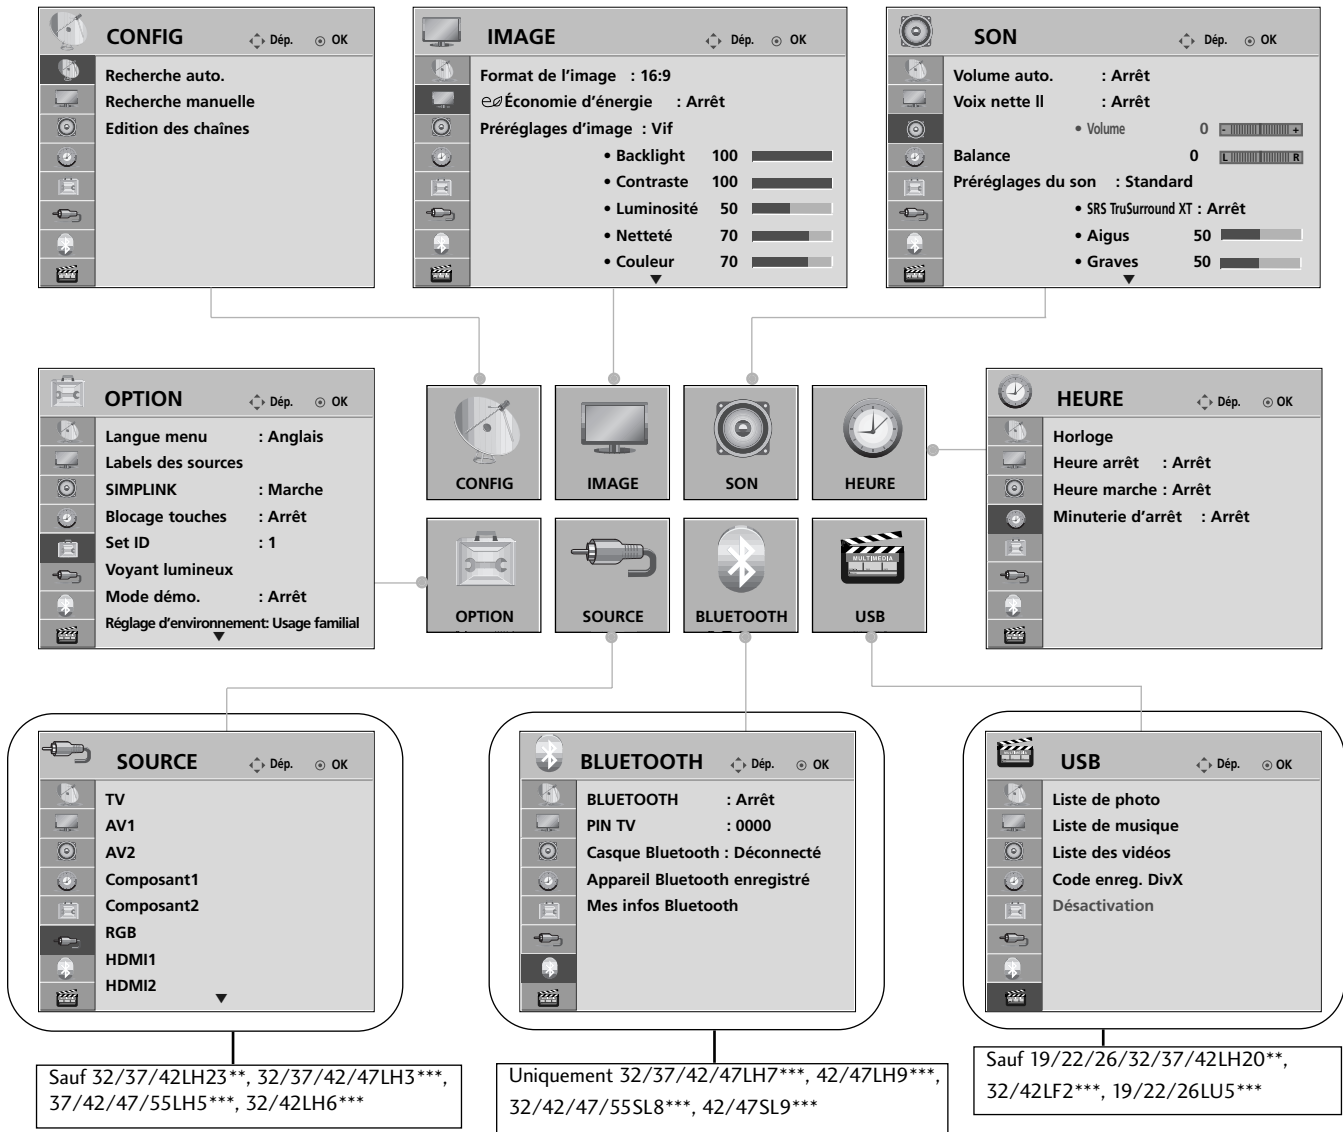 CONFIG Dép. OK
Recherche auto.
Recherche manuelle
Edition des chaînes
IMAGE Dép. OK
Format de l'image : 16:9
Économie d'énergie : Arrêt
Préréglages d'image : Vif
• Backlight 100
• Contraste 100
• Luminosité 50
• Netteté 70
• Couleur 70
SON Dép. OK
Volume auto. : Arrêt
Voix nette ll : Arrêt
• Volume 0 - +
Balance 0 L R
Préréglages du son : Standard
• SRS TruSurround XT : Arrêt
• Aigus 50
• Graves 50
OPTION Dép. OK
Langue menu : Anglais
Labels des sources
SIMPLINK : Marche
Blocage touches : Arrêt
Set ID : 1
Voyant lumineux
Mode démo. : Arrêt
Réglage d'environnement: Usage familial
CONFIG
IMAGE
SON
HEURE
OPTION
SOURCE
BLUETOOTH
MULTIMEDIA
USB
HEURE Dép. OK
Horloge
Heure arrêt : Arrêt
Heure marche : Arrêt
Minuterie d'arrêt : Arrêt
SOURCE Dép. OK
TV
AV1
AV2
Composant1
Composant2
RGB
HDMI1
HDMI2
BLUETOOTH Dép. OK
BLUETOOTH : Arrêt
PIN TV : 0000
Casque Bluetooth : Déconnecté
Appareil Bluetooth enregistré
Mes infos Bluetooth
USB Dép. OK
Liste de photo
Liste de musique
Liste des vidéos
Code enreg. DivX
Désactivation
Sauf 32/37/42LH23**, 32/37/42/47LH3***,
37/42/47/55LH5***, 32/42LH6***
Uniquement 32/37/42/47LH7***, 42/47LH9***,
32/42/47/55SL8***, 42/47SL9***
Sauf 19/22/26/32/37/42LH20**,
32/42LF2***, 19/22/26LU5***